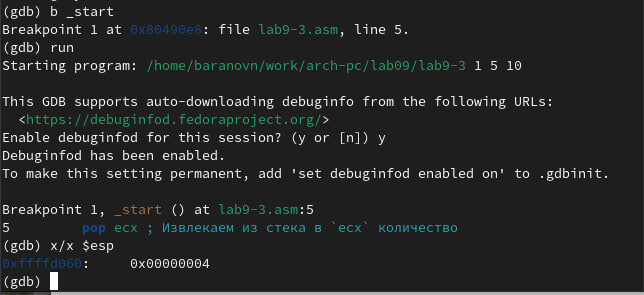 (gdb) b _start
Breakpoint 1 at 0x80490e8: file lab9-3.asm, line 5.
(gdb) run
Starting program: /home/baranovn/work/arch-pc/lab09/lab9-3 1 5 10
This GDB supports auto-downloading debuginfo from the following URLs:
<https://debuginfod.fedoraproject.org/>
Enable debuginfod for this session? (y or [n]) y
Debuginfod has been enabled.
To make this setting permanent, add 'set debuginfod enabled on' to .gdbinit.
Breakpoint 1, _start () at lab9-3.asm:5
5 pop ecx ; Извлекаем из стека в `ecx` количество
(gdb) x/x $esp
0xffffd060: 0x00000004
(gdb)